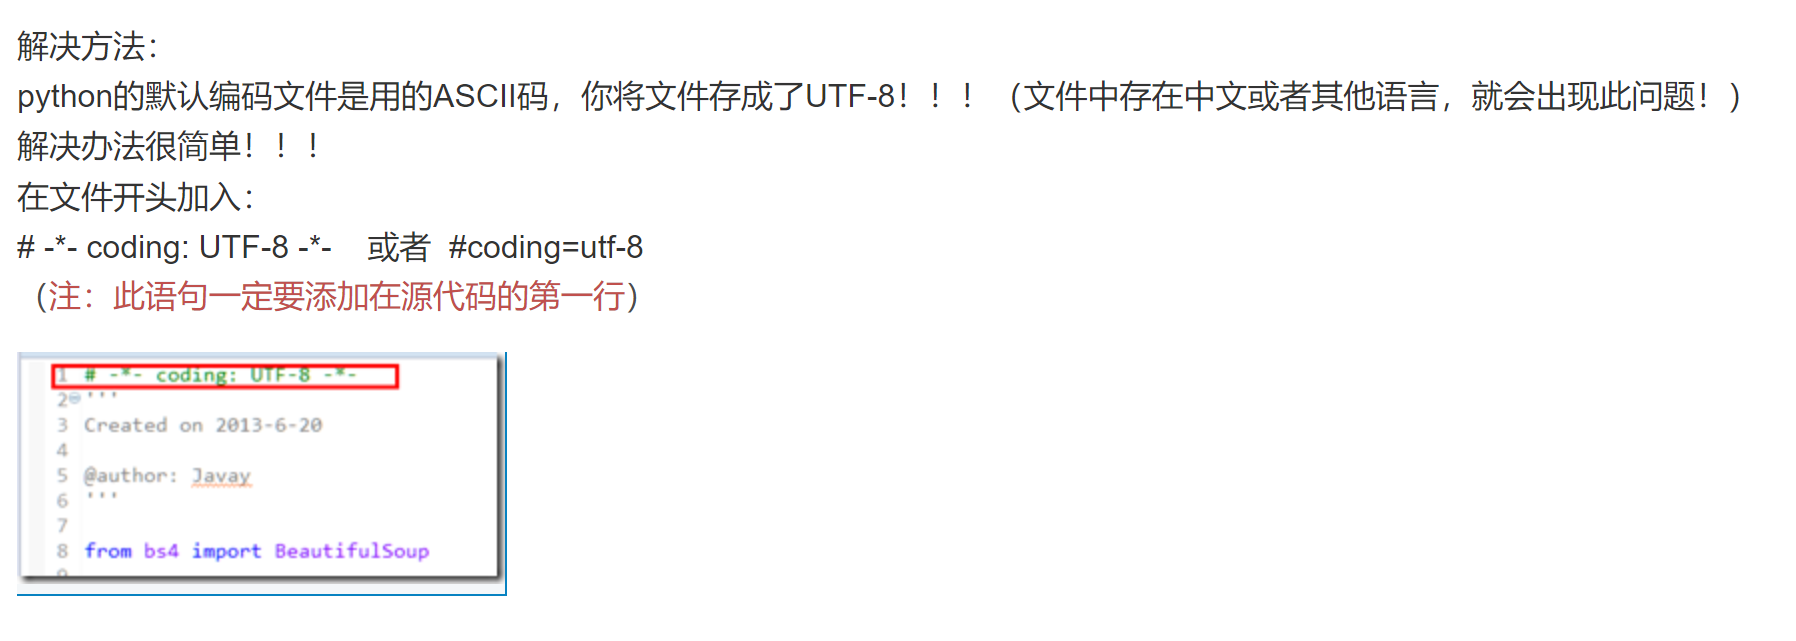 解决方法：
python的默认编码文件是用的ASCII码，你将文件存成了UTF-8！！！（文件中存在中文或者其他语言，就会出现此问题！）
解决办法很简单！！！
在文件开头加入：
# -*- coding: UTF-8 -*-    或者  #coding=utf-8
（注：此语句一定要添加在源代码的第一行）
1 # -*- coding: UTF-8 -*-
2 '''
3 Created on 2013-6-20
4
5 @author: Javay
6 '''
7
8 from bs4 import BeautifulSoup